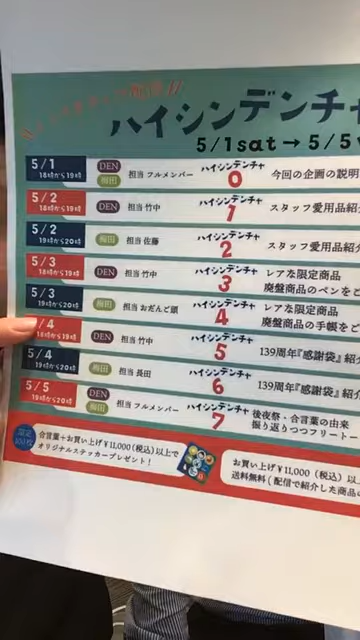 ハイシンデンチャ
5/1sat→5/5
5/1
18時から19時
DEN
梅田
担当 フルメンバー
ハイシンデンチャ
0
今回の企画の説明
5/2
18時から19時
DEN
担当 竹中
ハイシンデンチャ
1
スタッフ愛用品紹
5/2
19時から20時
梅田
担当 佐藤
ハイシンデンチャ
2
スタッフ愛用品紹
5/3
18時から19時
DEN
担当 竹中
ハイシンデンチャ
3
レアな限定商品
廃盤商品のペンをご
5/3
19時から20時
梅田
担当 おだんご頭
ハイシンデンチャ
4
レアな限定商品
廃盤商品の手帳をご
/4
18時から19時
DEN
担当 竹中
ハイシンデンチャ
5
139周年『感謝袋』紹
5/4
19時から20時
梅田
担当 長田
ハイシンデンチャ
6
139周年『感謝袋』紹介
5/5
19時から20時
DEN
梅田
担当 フルメンバー
ハイシンデンチャ
7
後夜祭・合言葉の由来
振り返りつつフリートー
合言葉+お買い上げ¥11,000(税込)以上で
オリジナルステッカープレゼント!
お買い上げ¥11,000(税込)以
送料無料(配信で紹介した商品の